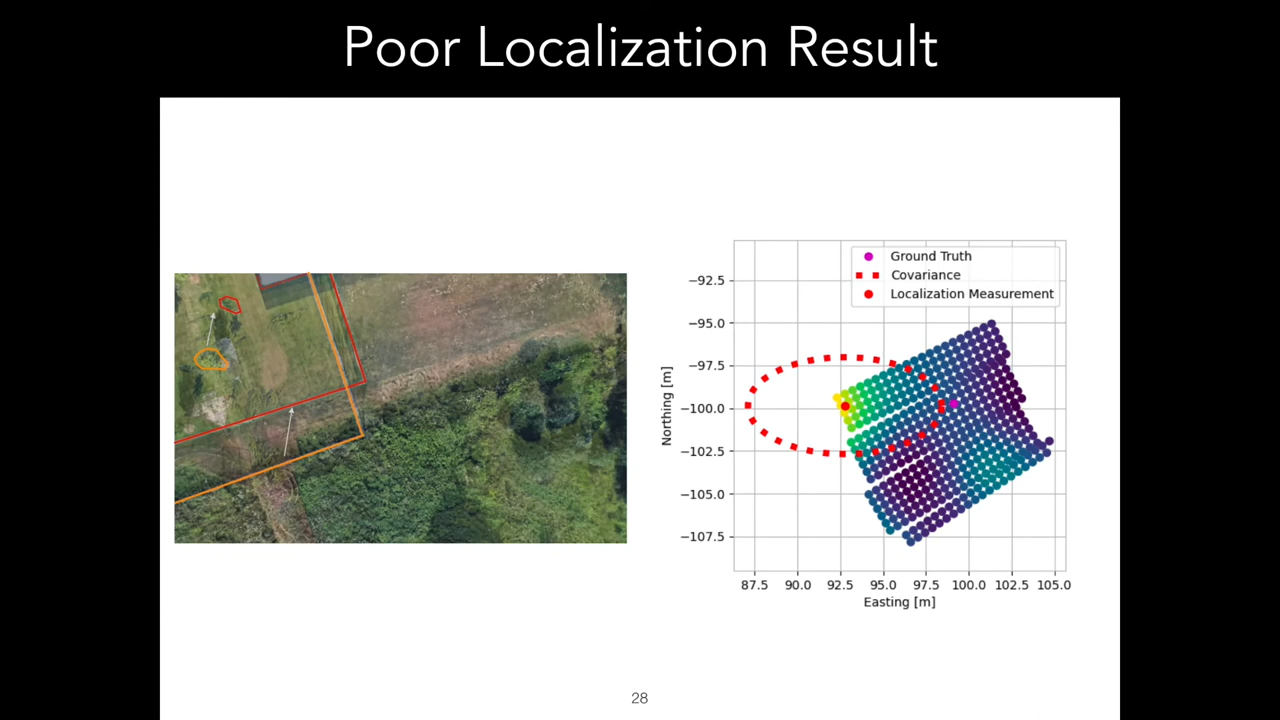 Poor Localization Result
Ground Truth
Covariance
Localization Measurement
−92.5
−95.0
−97.5
−100.0
−102.5
−105.0
−107.5
Northing [m]
87.5 90.0 92.5 95.0 97.5 100.0 102.5 105.0
Easting [m]
28